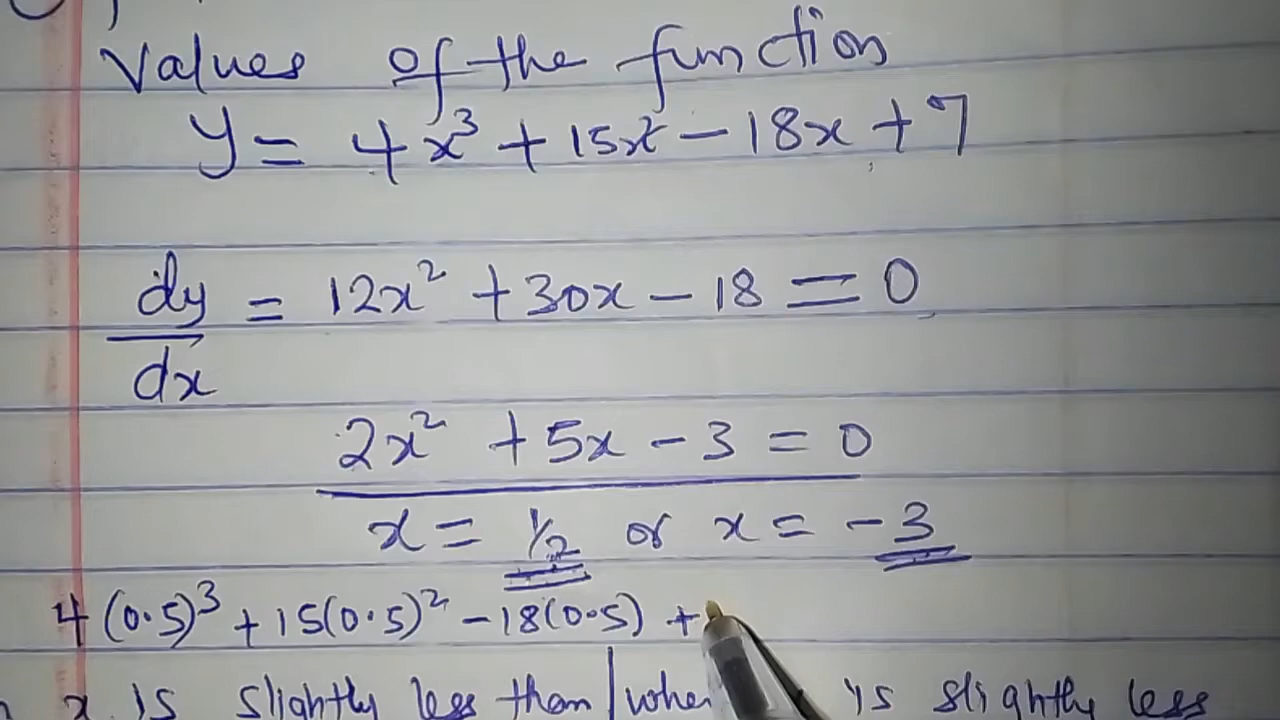 Values of the function
y = 4x³ + 15x² - 18x + 7
dy/dx = 12x² + 30x - 18 = 0
2x² + 5x - 3 = 0
x = 1/2 or x = -3
4(0.5)³ + 15(0.5)² - 18(0.5) +
x is slightly less than | when is slightly less